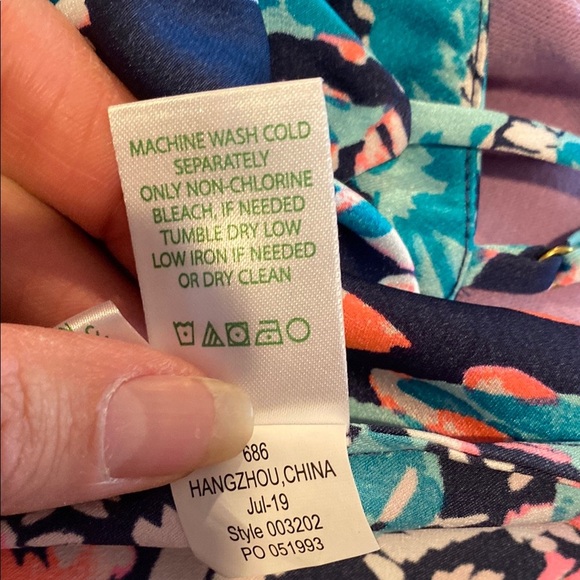 MACHINE WASH COLD
SEPARATELY
ONLY NON-CHLORINE
BLEACH, IF NEEDED
TUMBLE DRY LOW
LOW IRON IF NEEDED
OR DRY CLEAN
686
HANGZHOU,CHINA
Jul-19
Style 003202
PO 051993